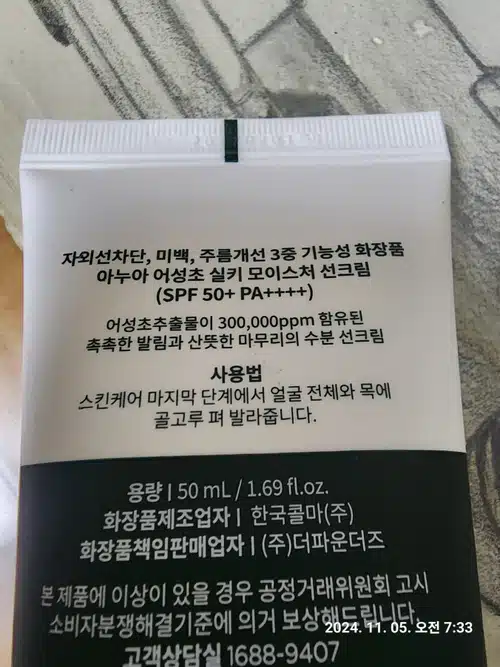 자외선차단, 미백, 주름개선 3중 기능성 화장품
아누아 어성초 실키 모이스처 선크림
(SPF 50+ PA++++)
어성초추출물이 300,000ppm 함유된
촉촉한 발림과 산뜻한 마무리의 수분 선크림
사용법
스킨케어 마지막 단계에서 얼굴 전체와 목에
골고루 펴 발라줍니다.
용량 | 50 mL / 1.69 fl.oz.
화장품제조업자 | 한국콜마(주)
화장품책임판매업자 | (주)더파운더즈
본 제품에 이상이 있을 경우 공정거래위원회 고시
소비자분쟁해결기준에 의거 보상해드립니다.
2024. 11. 05. 오전 7:33
고객상담실 1688-9407